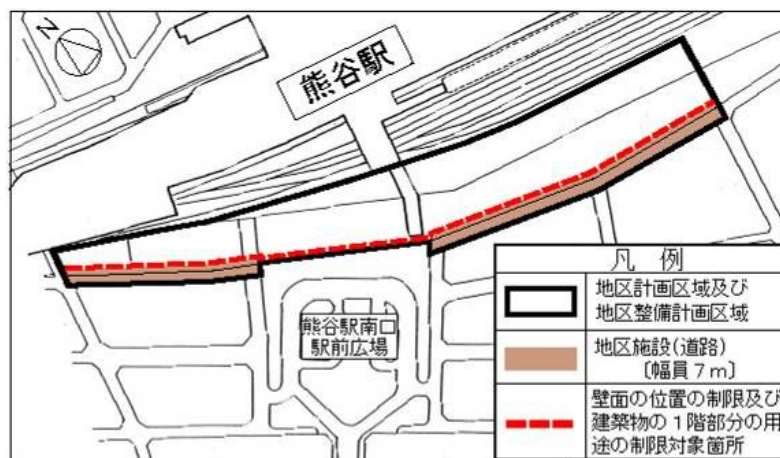 N
熊谷駅
熊谷駅南口
駅前広場
凡 例
地区計画区域及び
地区整備計画区域
地区施設(道路)
〔幅員７ｍ〕
壁面の位置の制限及び
建築物の１階部分の用
途の制限対象箇所